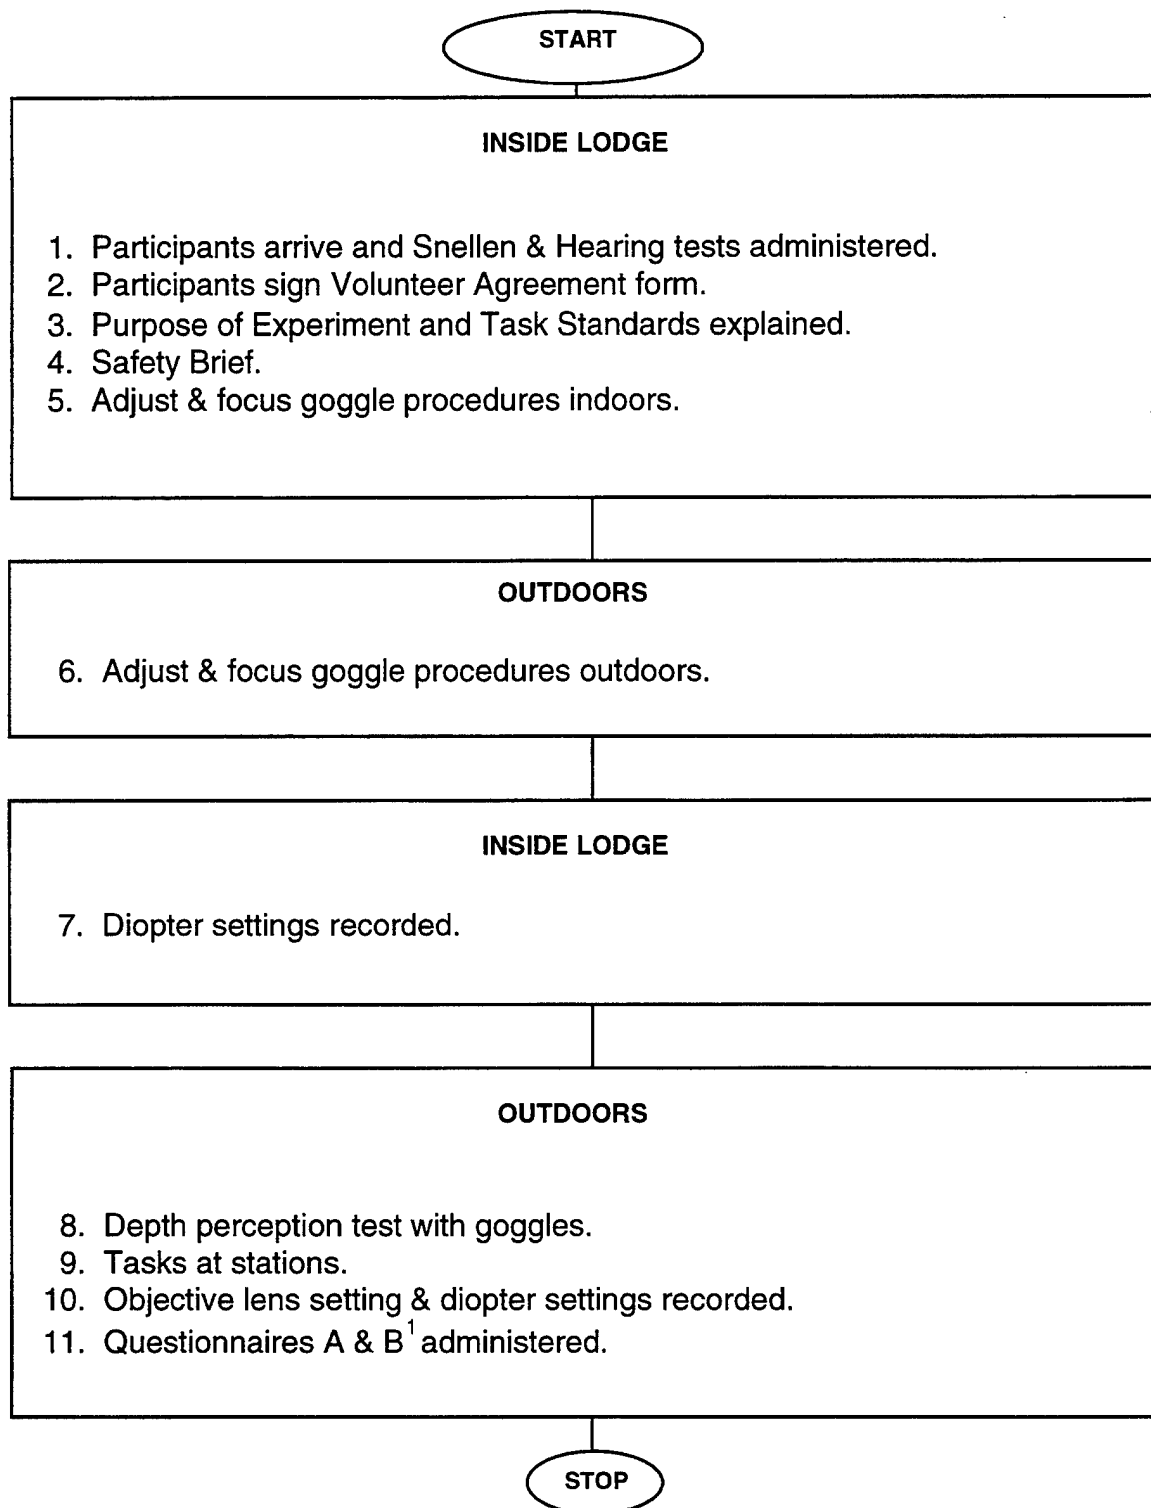 START
INSIDE LODGE
1. Participants arrive and Snellen & Hearing tests administered.
2. Participants sign Volunteer Agreement form.
3. Purpose of Experiment and Task Standards explained.
4. Safety Brief.
5. Adjust & focus goggle procedures indoors.
OUTDOORS
6. Adjust & focus goggle procedures outdoors.
INSIDE LODGE
7. Diopter settings recorded.
OUTDOORS
8. Depth perception test with goggles.
9. Tasks at stations.
10. Objective lens setting & diopter settings recorded.
11. Questionnaires A & B¹ administered.
STOP